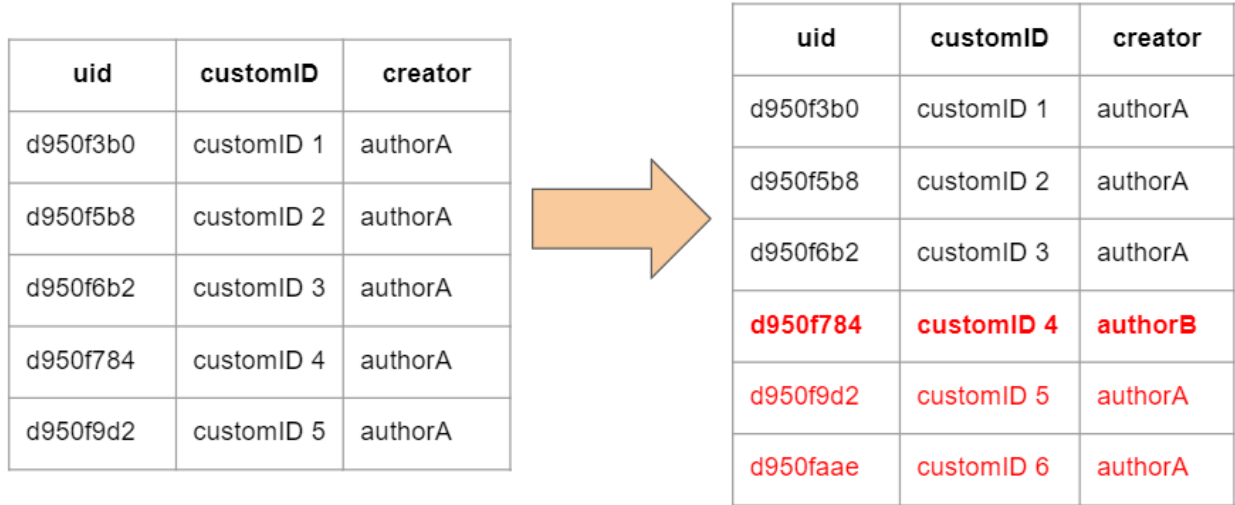 uid customID creator
d950f3b0 customID 1 authorA
d950f5b8 customID 2 authorA
d950f6b2 customID 3 authorA
d950f784 customID 4 authorA
d950f9d2 customID 5 authorA
uid customID creator
d950f3b0 customID 1 authorA
d950f5b8 customID 2 authorA
d950f6b2 customID 3 authorA
d950f784 customID 4 authorB
d950f9d2 customID 5 authorA
d950faae customID 6 authorA